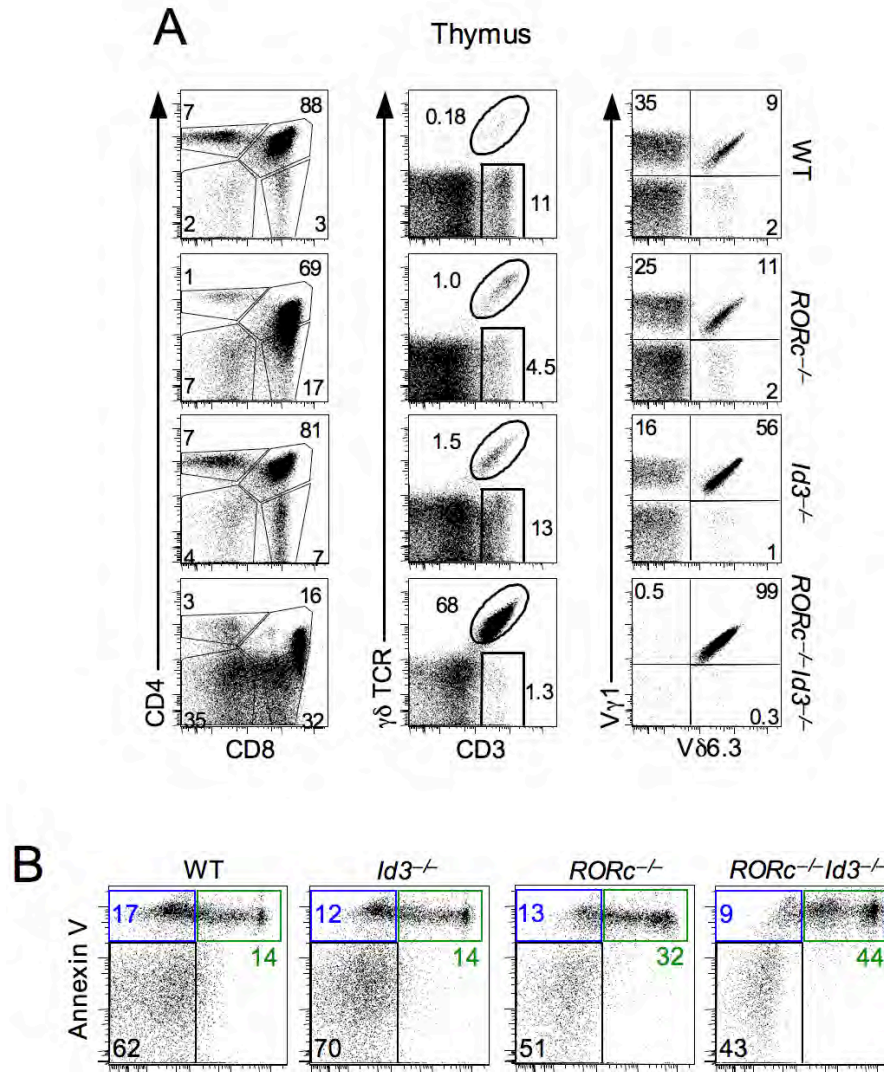 A
Thymus
7 88
0.18
35 9
2 3
11
2
WT
1 69
1.0
25 11
7 17
4.5
2
RORc–/–
7 81
1.5
16 56
4 7
13
1
Id3–/–
3 16
68
0.5 99
35 32
1.3
0.3
RORc–/–Id3–/–
CD4
γδ TCR
Vγ1
CD8
CD3
Vδ6.3
B
WT
Id3–/–
RORc–/–
RORc–/–Id3–/–
Annexin V
17
12
13
9
14
14
32
44
62
70
51
43